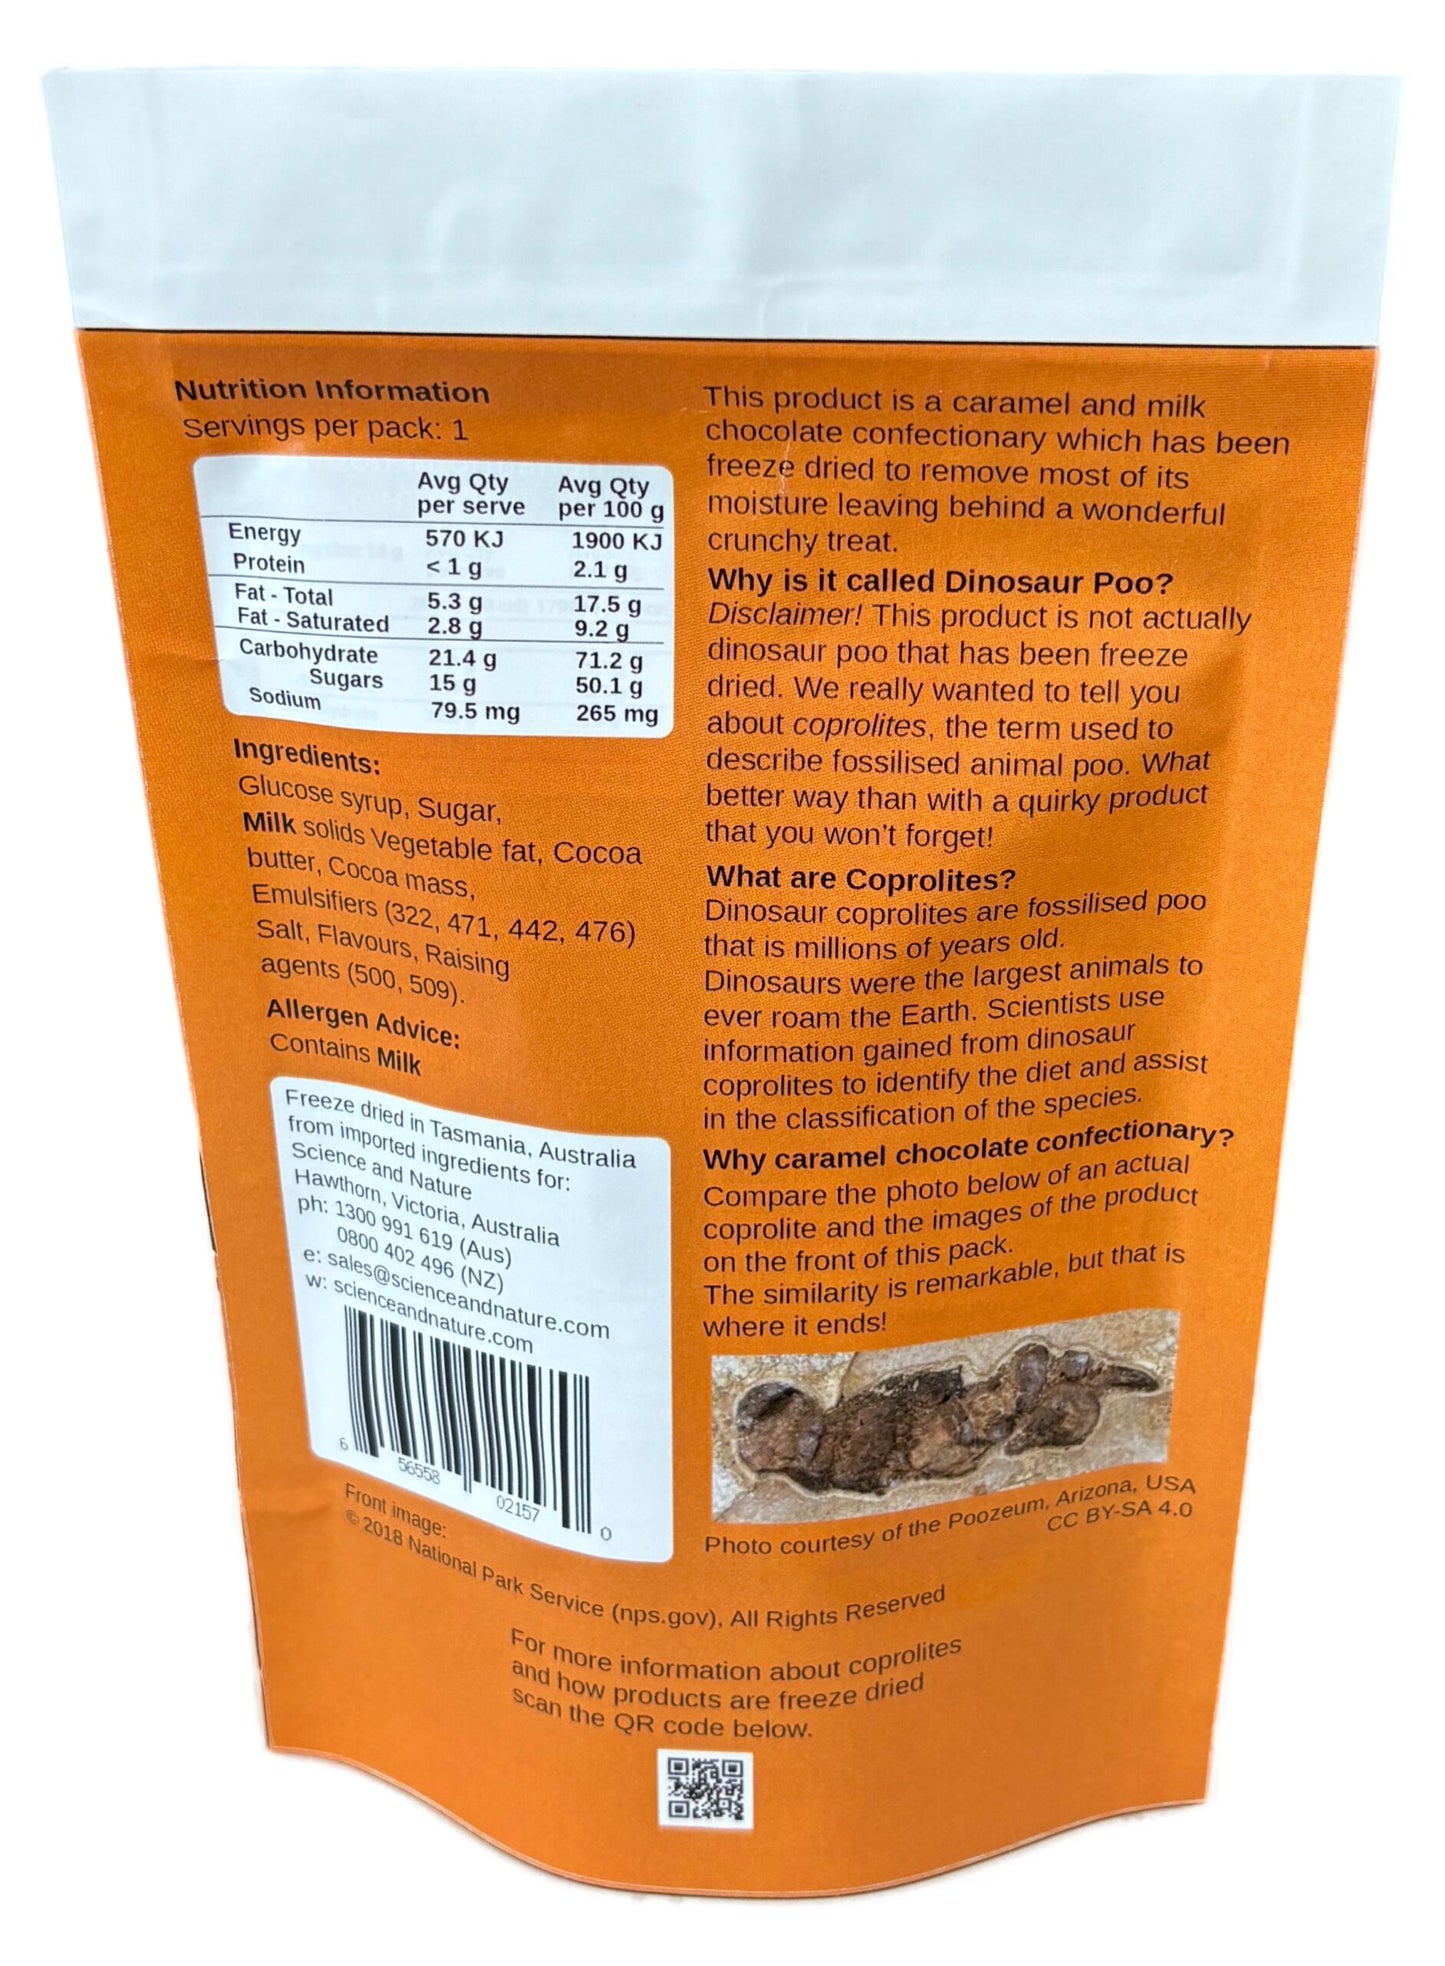 Nutrition Information
Servings per pack: 1
Avg Qty per serve Avg Qty per 100 g
Energy 570 KJ 1900 KJ
Protein < 1 g 2.1 g
Fat - Total 5.3 g 17.5 g
Fat - Saturated 2.8 g 9.2 g
Carbohydrate 21.4 g 71.2 g
Sugars 15 g 50.1 g
Sodium 79.5 mg 265 mg
Ingredients:
Glucose syrup, Sugar,
Milk solids Vegetable fat, Cocoa
butter, Cocoa mass,
Emulsifiers (322, 471, 442, 476)
Salt, Flavours, Raising
agents (500, 509).
Allergen Advice:
Contains Milk
Freeze dried in Tasmania, Australia
from imported ingredients for:
Science and Nature
Hawthorn, Victoria, Australia
ph: 1300 991 619 (Aus)
0800 402 496 (NZ)
e: sales@scienceandnature.com
w: scienceandnature.com
6 56558 02157 0
This product is a caramel and milk
chocolate confectionary which has been
freeze dried to remove most of its
moisture leaving behind a wonderful
crunchy treat.
Why is it called Dinosaur Poo?
Disclaimer! This product is not actually
dinosaur poo that has been freeze
dried. We really wanted to tell you
about coprolites, the term used to
describe fossilised animal poo. What
better way than with a quirky product
that you won't forget!
What are Coprolites?
Dinosaur coprolites are fossilised poo
that is millions of years old.
Dinosaurs were the largest animals to
ever roam the Earth. Scientists use
information gained from dinosaur
coprolites to identify the diet and assist
in the classification of the species.
Why caramel chocolate confectionary?
Compare the photo below of an actual
coprolite and the images of the product
on the front of this pack.
The similarity is remarkable, but that is
where it ends!
Photo courtesy of the Poozeum, Arizona, USA
CC BY-SA 4.0
Front image:
© 2018 National Park Service (nps.gov), All Rights Reserved
For more information about coprolites
and how products are freeze dried
scan the QR code below.